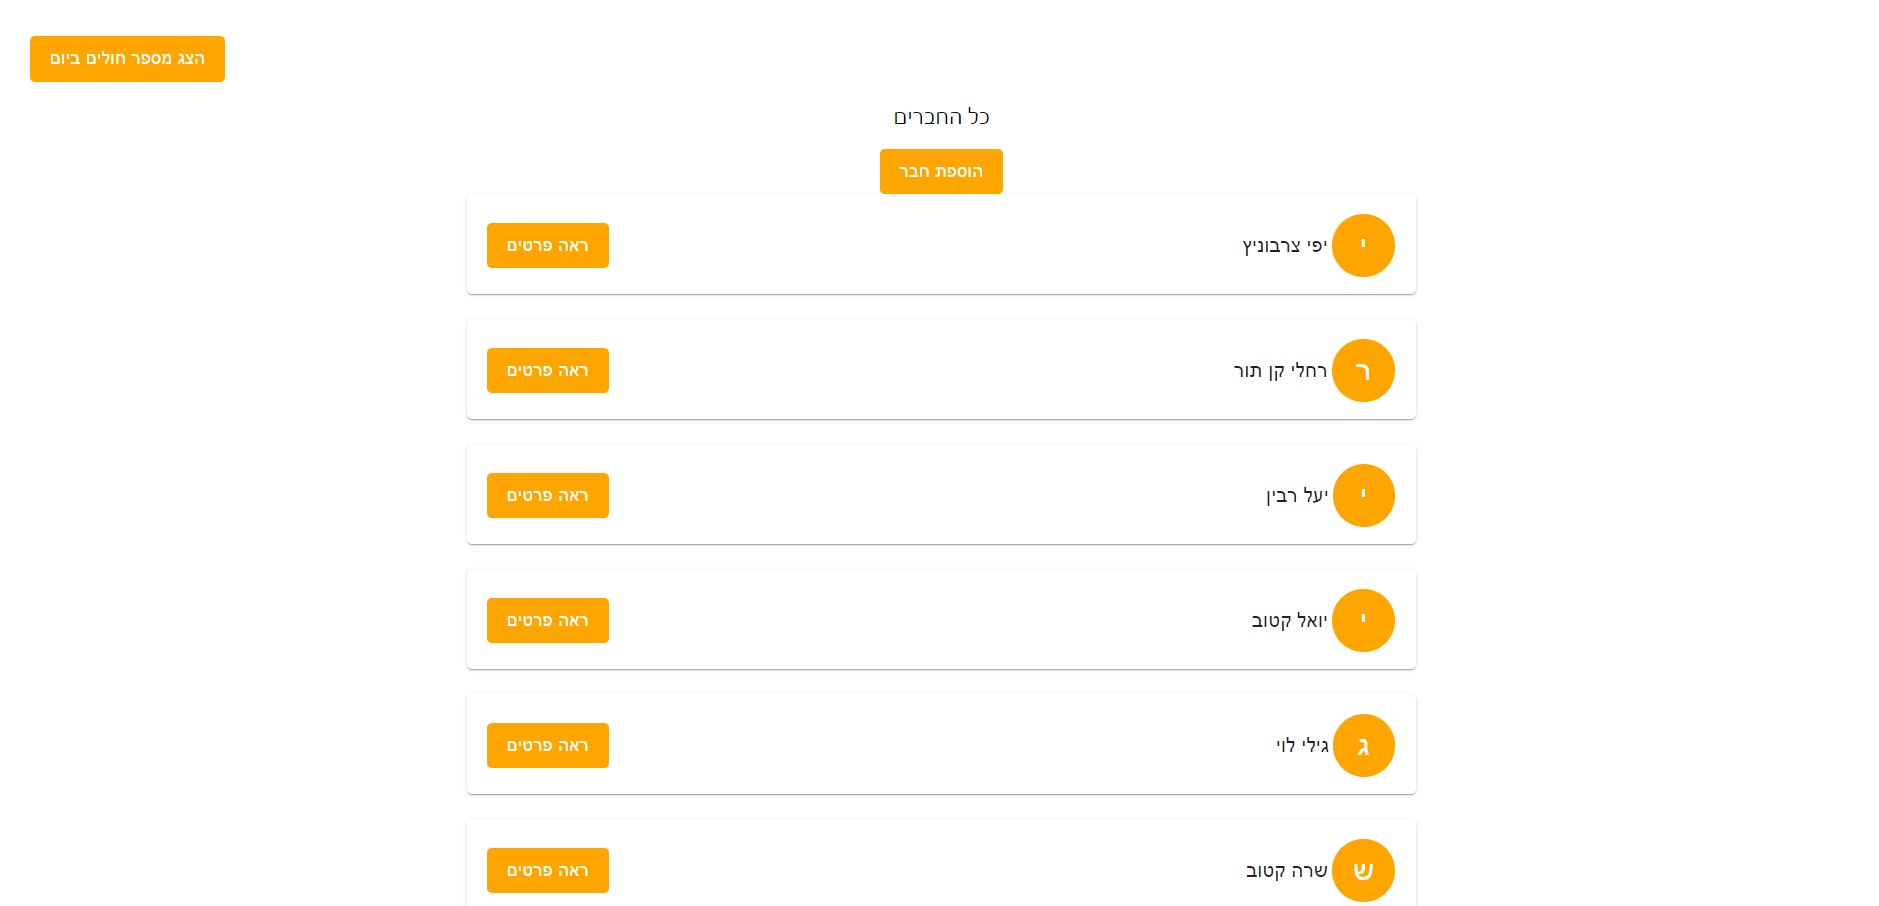 הצג מספר חולים ביום
כל החברים
הוספת חבר
י יפי צרבוניץ ראה פרטים
ר רחלי קן תור ראה פרטים
י יעל רבין ראה פרטים
י יואל קטוב ראה פרטים
ג גילי לוי ראה פרטים
ש שרה קטוב ראה פרטים